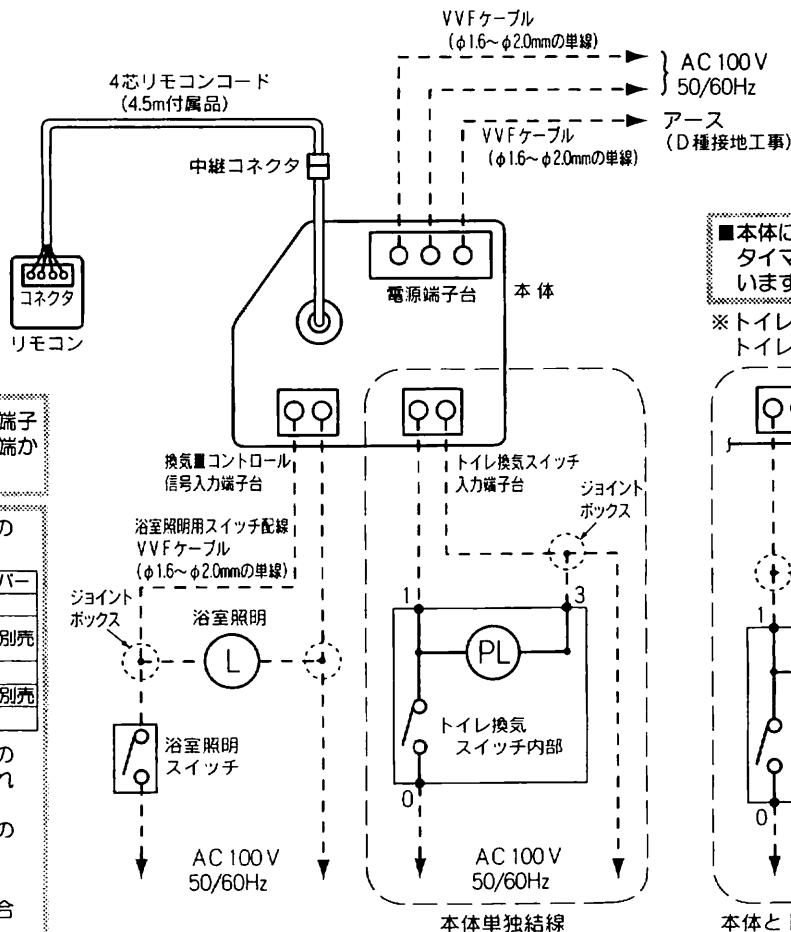 VVFケーブル
(φ1.6~φ2.0mmの単線)
AC100V
50/60Hz
4芯リモコンコード
(4.5m付属品)
アース
(D種接地工事)
VVFケーブル
(φ1.6~φ2.0mmの単線)
中継コネクタ
コネクタ
リモコン
電源端子台
本体
■本体に
タイマ
います
※トイレ
トイレ
端子
端か
換気量コントロール
信号入力端子台
トイレ換気スイッチ
入力端子台
ジョイント
ボックス
の
バー
別売
別売
の
れ
の
合
浴室照明用スイッチ配線
VVFケーブル
(φ1.6~φ2.0mmの単線)
ジョイント
ボックス
浴室照明
L
浴室照明
スイッチ
AC100V
50/60Hz
1
3
PL
トイレ換気
スイッチ内部
0
AC100V
50/60Hz
本体単独結線
1
0
本体と